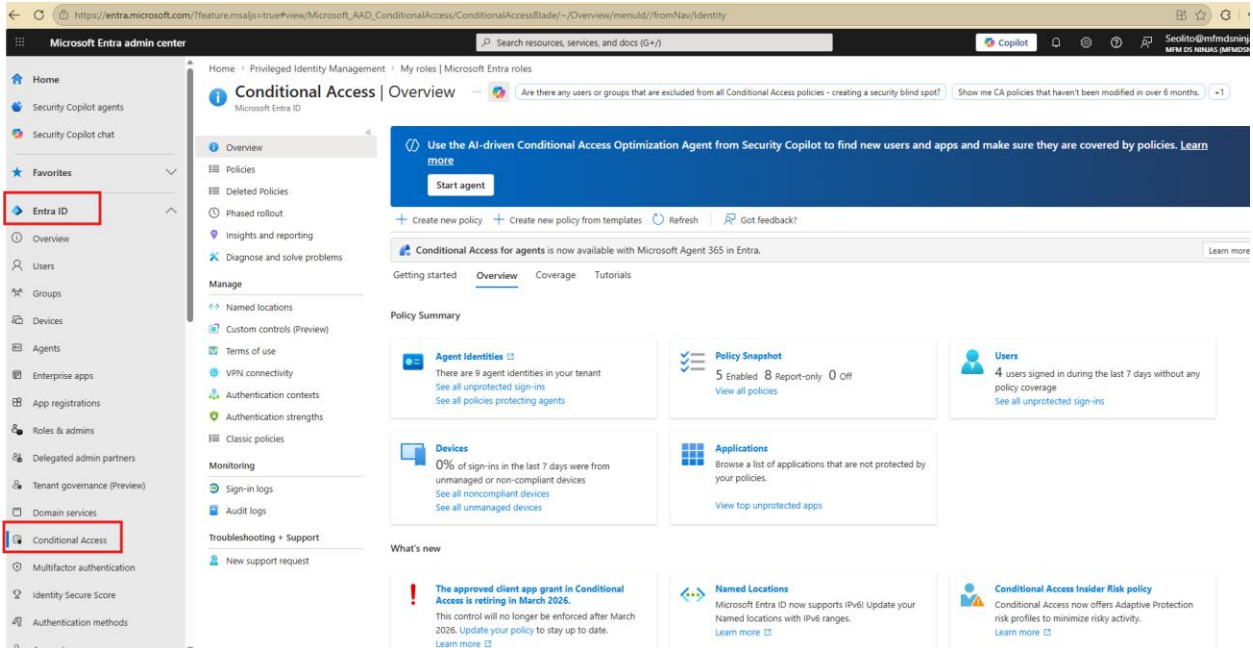 https://entra.microsoft.com/?feature.msaljs=true#view/Microsoft_AAD_ConditionalAccess/ConditionalAccessBlade/~/Overview/menuId//fromNav/Identity
Microsoft Entra admin center
Search resources, services, and docs (G+/)
Copilot
Seolito@mfmdsninj
MFM DS NINJAS (MFMDSN
Home
Security Copilot agents
Security Copilot chat
Favorites
Entra ID
Overview
Users
Groups
Devices
Agents
Enterprise apps
App registrations
Roles & admins
Delegated admin partners
Tenant governance (Preview)
Domain services
Conditional Access
Multifactor authentication
Identity Secure Score
Authentication methods
Home > Privileged Identity Management > My roles | Microsoft Entra roles
Conditional Access | Overview ...
Microsoft Entra ID
Are there any users or groups that are excluded from all Conditional Access policies - creating a security blind spot?
Show me CA policies that haven't been modified in over 6 months.
+1
Overview
Policies
Deleted Policies
Phased rollout
Insights and reporting
Diagnose and solve problems
Manage
Named locations
Custom controls (Preview)
Terms of use
VPN connectivity
Authentication contexts
Authentication strengths
Classic policies
Monitoring
Sign-in logs
Audit logs
Troubleshooting + Support
New support request
Use the AI-driven Conditional Access Optimization Agent from Security Copilot to find new users and apps and make sure they are covered by policies. Learn
more
Start agent
Create new policy
Create new policy from templates
Refresh
Got feedback?
Conditional Access for agents is now available with Microsoft Agent 365 in Entra.
Learn more
Getting started
Overview
Coverage
Tutorials
Policy Summary
Agent Identities
There are 9 agent identities in your tenant
See all unprotected sign-ins
See all policies protecting agents
Policy Snapshot
5 Enabled 8 Report-only 0 Off
View all policies
Users
4 users signed in during the last 7 days without any
policy coverage
See all unprotected sign-ins
Devices
0% of sign-ins in the last 7 days were from
unmanaged or non-compliant devices
See all noncompliant devices
See all unmanaged devices
Applications
Browse a list of applications that are not protected by
your policies.
View top unprotected apps
What's new
The approved client app grant in Conditional
Access is retiring in March 2026.
This control will no longer be enforced after March
2026. Update your policy to stay up to date.
Learn more
Named Locations
Microsoft Entra ID now supports IPv6! Update your
Named locations with IPv6 ranges.
Learn more
Conditional Access Insider Risk policy
Conditional Access now offers Adaptive Protection
risk profiles to minimize risky activity.
Learn more